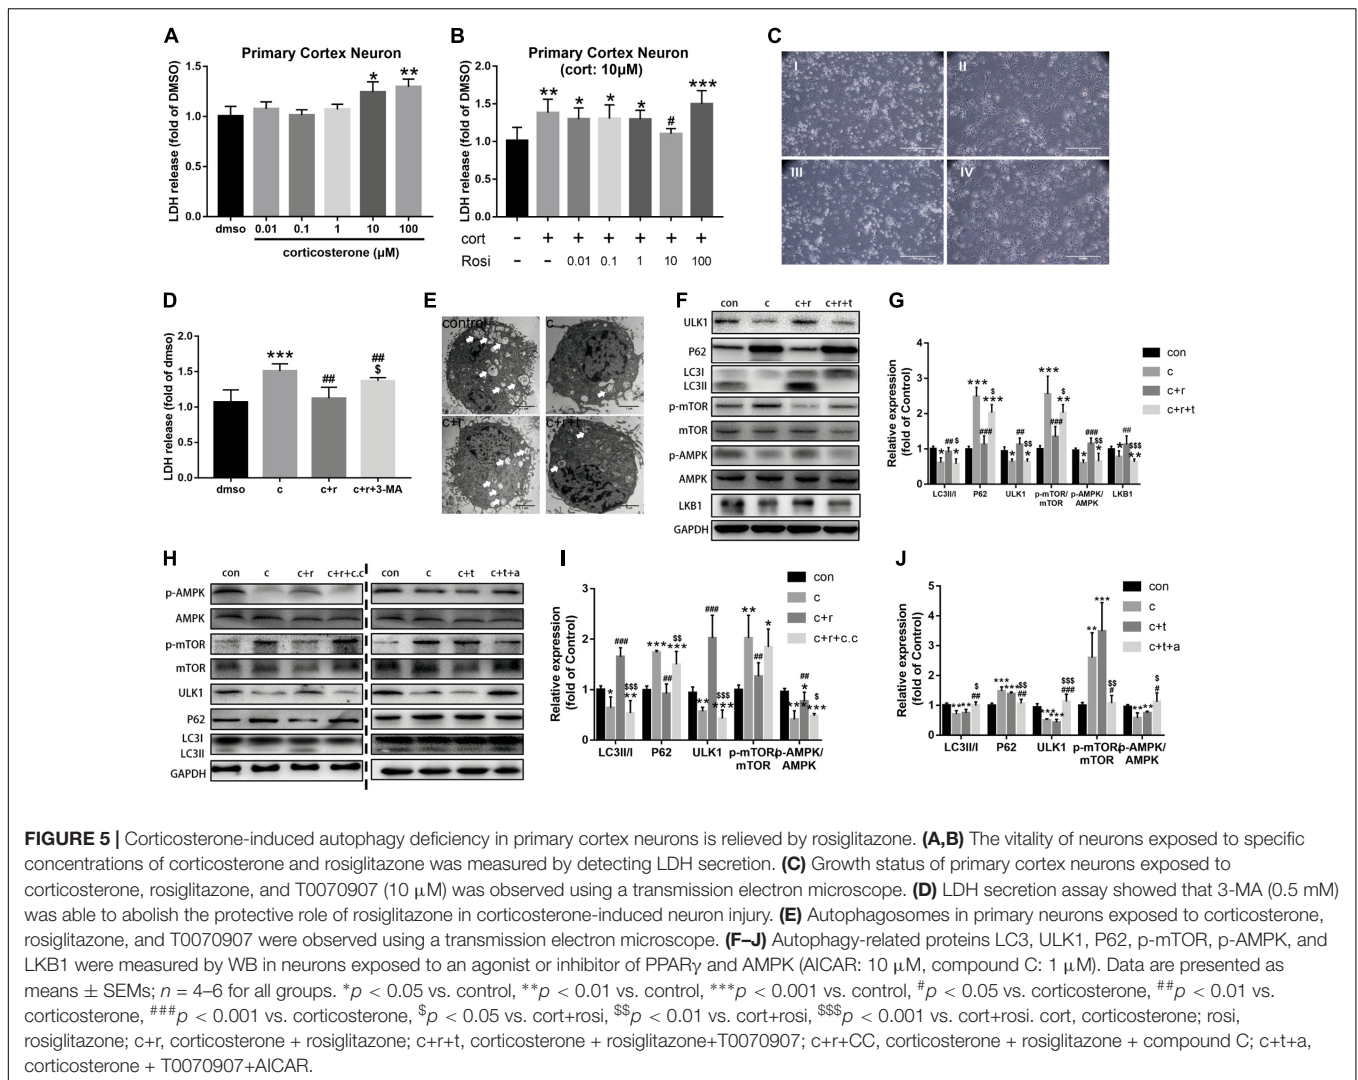 A
Primary Cortex Neuron
LDH release (fold of DMSO)
1.5
1.0
0.5
0.0
* **
dmso 0.01 0.1 1 10 100
corticosterone (μM)
B
Primary Cortex Neuron
(cort: 10μM)
LDH release (fold of DMSO)
2.0
1.5
1.0
0.5
0.0
** * * * # ***
cort - + + + + + +
Rosi - - 0.01 0.1 1 10 100
C
I II
III IV
D
LDH release (fold of dmso)
2.0
1.5
1.0
0.5
0.0
*** ## ## $
dmso c c+r c+r+3-MA
E
control c
c+r c+r+t
F
con c c+r c+r+t
ULK1
P62
LC3I
LC3II
p-mTOR
mTOR
p-AMPK
AMPK
LKB1
GAPDH
G
Relative expression
(fold of Control)
4
3
2
1
0
con
c
c+r
c+r+t
LC3II/I P62 ULK1 p-mTOR/ p-AMPK/ LKB1
mTOR AMPK
H
con c c+r c+r+c.c con c c+t c+t+a
p-AMPK
AMPK
p-mTOR
mTOR
ULK1
P62
LC3I
LC3II
GAPDH
I
Relative expression
(fold of Control)
3
2
1
0
con
c
c+r
c+r+c.c
LC3II/I P62 ULK1 p-mTOR/ p-AMPK/
mTOR AMPK
J
Relative expression
(fold of Control)
5
4
3
2
1
0
con
c
c+t
c+t+a
LC3II/I P62 ULK1 p-mTOR/ p-AMPK/
mTOR AMPK
FIGURE 5 | Corticosterone-induced autophagy deficiency in primary cortex neurons is relieved by rosiglitazone. (A,B) The vitality of neurons exposed to specific
concentrations of corticosterone and rosiglitazone was measured by detecting LDH secretion. (C) Growth status of primary cortex neurons exposed to
corticosterone, rosiglitazone, and T0070907 (10 μM) was observed using a transmission electron microscope. (D) LDH secretion assay showed that 3-MA (0.5 mM)
was able to abolish the protective role of rosiglitazone in corticosterone-induced neuron injury. (E) Autophagosomes in primary neurons exposed to corticosterone,
rosiglitazone, and T0070907 were observed using a transmission electron microscope. (F–J) Autophagy-related proteins LC3, ULK1, P62, p-mTOR, p-AMPK, and
LKB1 were measured by WB in neurons exposed to an agonist or inhibitor of PPARγ and AMPK (AICAR: 10 μM, compound C: 1 μM). Data are presented as
means ± SEMs; n = 4–6 for all groups. *p < 0.05 vs. control, **p < 0.01 vs. control, ***p < 0.001 vs. control, #p < 0.05 vs. corticosterone, ##p < 0.01 vs.
corticosterone, ###p < 0.001 vs. corticosterone, $p < 0.05 vs. cort+rosi, $$p < 0.01 vs. cort+rosi, $$$p < 0.001 vs. cort+rosi. cort, corticosterone; rosi,
rosiglitazone; c+r, corticosterone + rosiglitazone; c+r+t, corticosterone + rosiglitazone+T0070907; c+r+CC, corticosterone + rosiglitazone + compound C; c+t+a,
corticosterone + T0070907+AICAR.